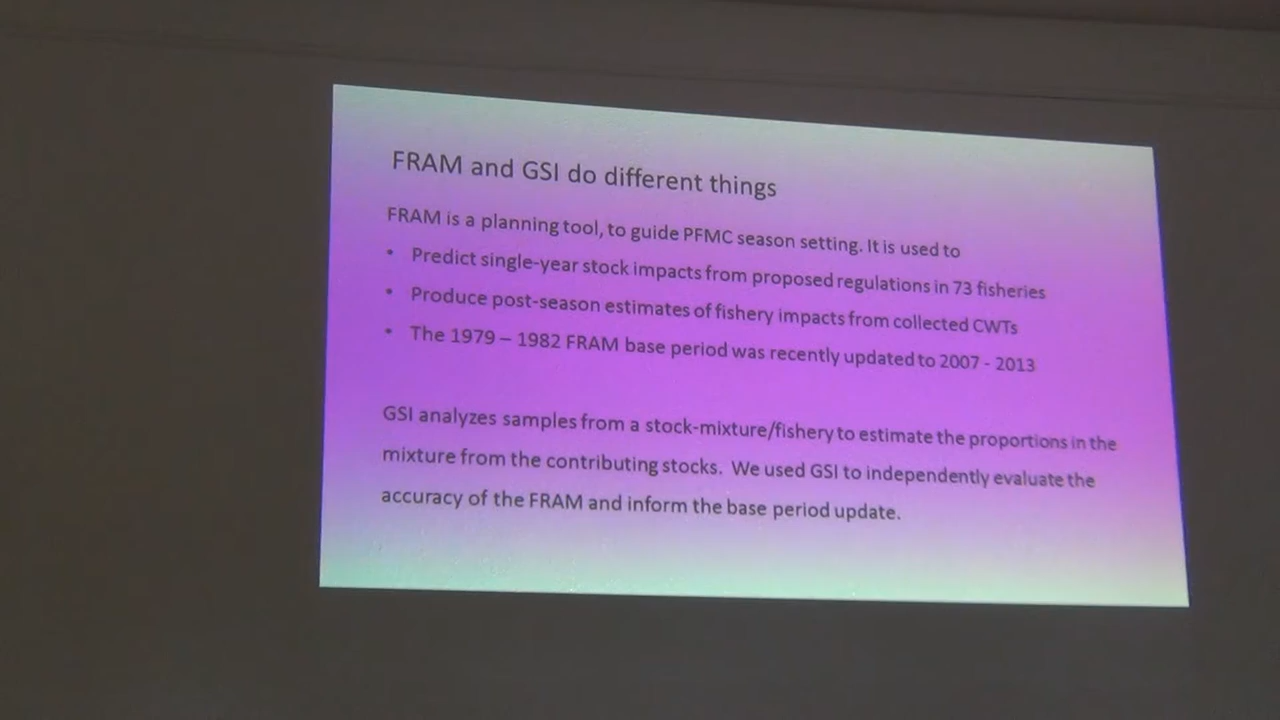 FRAM and GSI do different things
FRAM is a planning tool, to guide PFMC season setting. It is used to
• Predict single-year stock impacts from proposed regulations in 73 fisheries
• Produce post-season estimates of fishery impacts from collected CWTs
• The 1979 – 1982 FRAM base period was recently updated to 2007 - 2013
GSI analyzes samples from a stock-mixture/fishery to estimate the proportions in the
mixture from the contributing stocks. We used GSI to independently evaluate the
accuracy of the FRAM and inform the base period update.